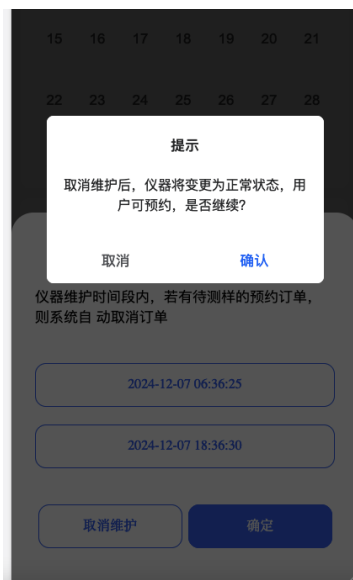 15 16 17 18 19 20 21
22 23 24 25 26 27 28
提示
取消维护后，仪器将变更为正常状态，用
户可预约，是否继续？
取消 确认
仪器维护时间段内，若有待测样的预约订单，
则系统自 动取消订单
2024-12-07 06:36:25
2024-12-07 18:36:30
取消维护 确定